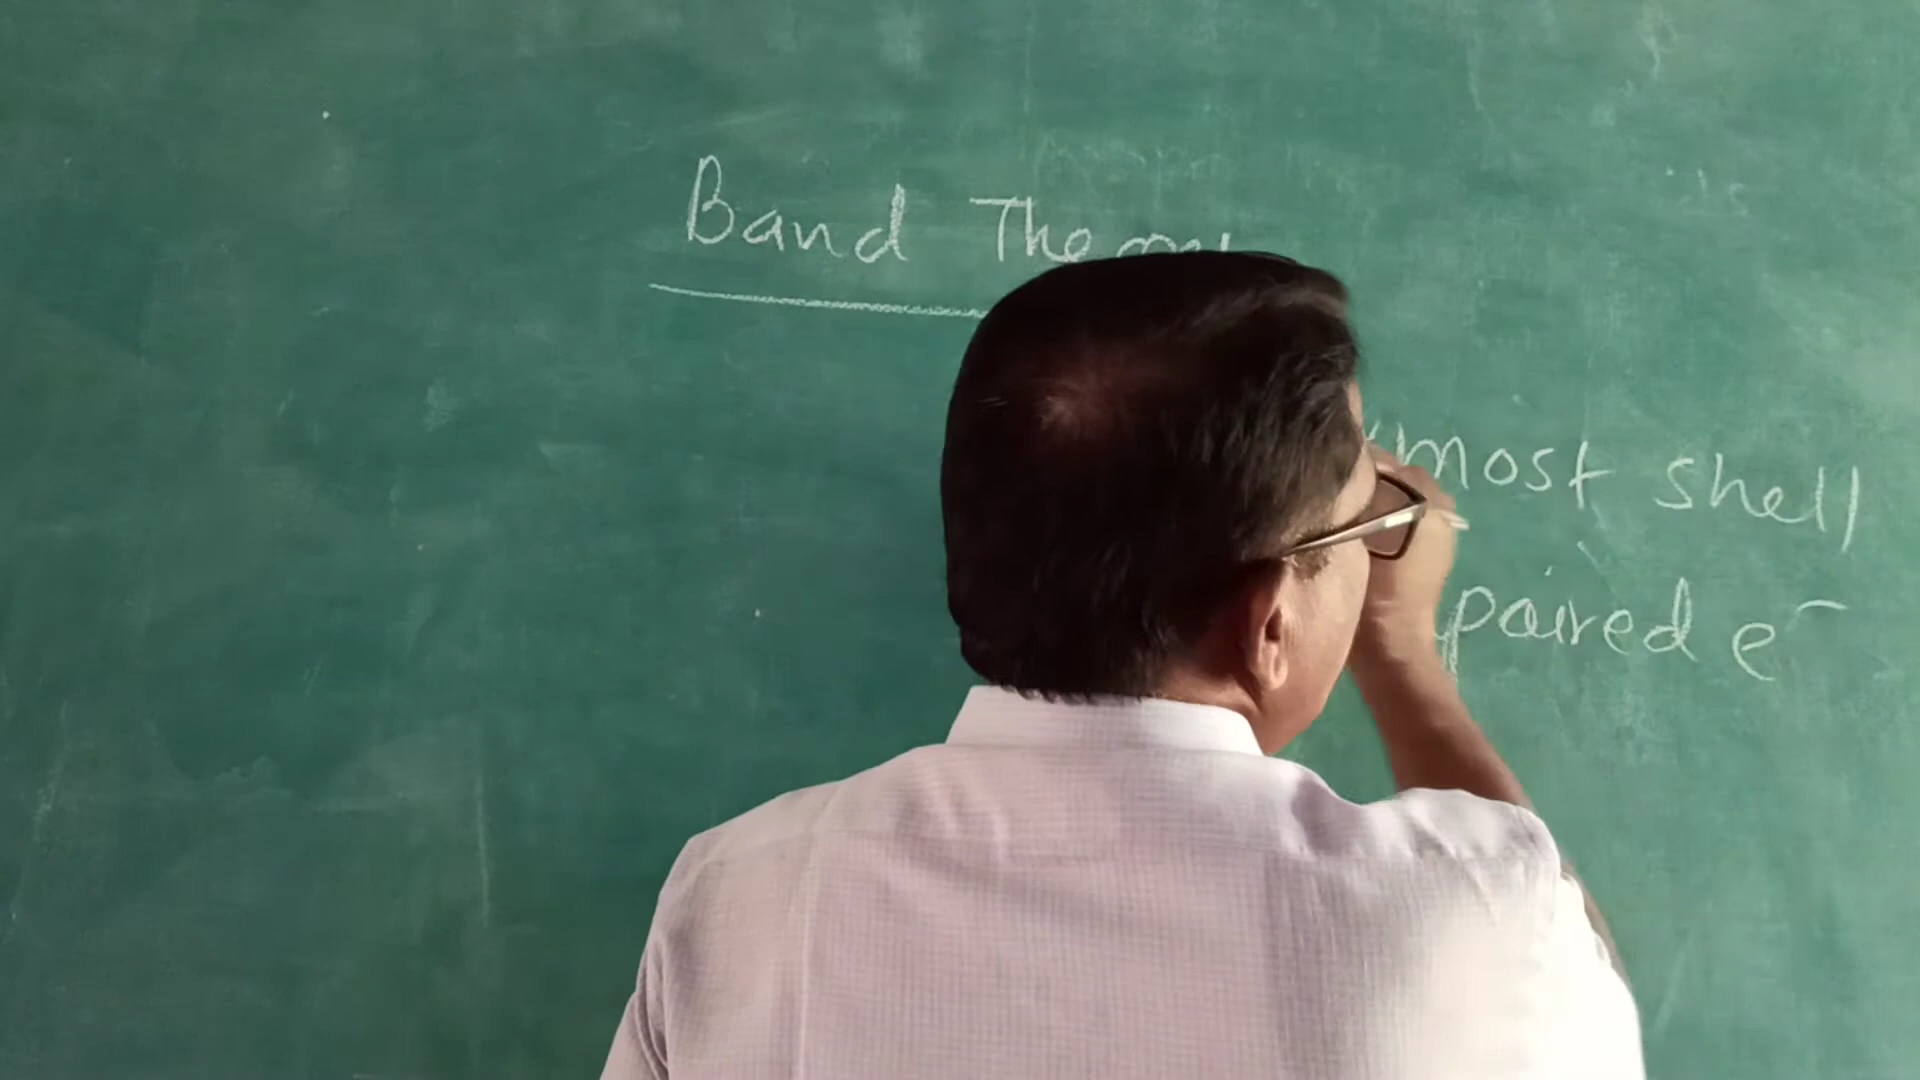 Band Theory
most shell
paired e⁻